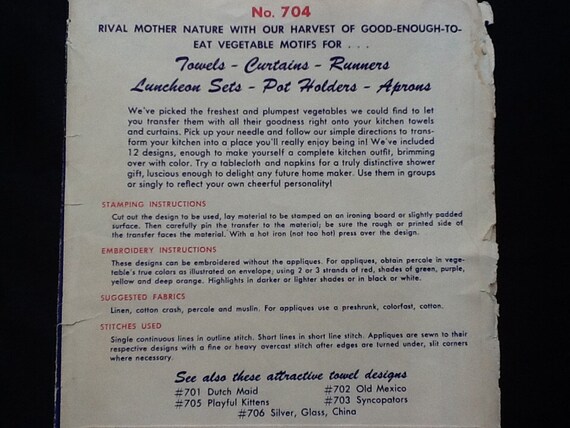 No. 704
RIVAL MOTHER NATURE WITH OUR HARVEST OF GOOD-ENOUGH-TO-
EAT VEGETABLE MOTIFS FOR . . .
Towels - Curtains - Runners
Luncheon Sets - Pot Holders - Aprons
We've picked the freshest and plumpest vegetables we could find to let
you transfer them with all their goodness right onto your kitchen towels
and curtains. Pick up your needle and follow our simple directions to trans-
form your kitchen into a place you'll really enjoy being in! We've included
12 designs, enough to make yourself a complete kitchen outfit, brimming
over with color. Try a tablecloth and napkins for a truly distinctive shower
gift, luscious enough to delight any future home maker. Use them in groups
or singly to reflect your own cheerful personality!
STAMPING INSTRUCTIONS
Cut out the design to be used, lay material to be stamped on an ironing board or slightly padded
surface. Then carefully pin the transfer to the material; be sure the rough or printed side of
the transfer faces the material. With a hot iron (not too hot) press over the design.
EMBROIDERY INSTRUCTIONS
These designs can be embroidered without the appliques. For appliques, obtain percale in vege-
table's true colors as illustrated on envelope; using 2 or 3 strands of red, shades of green, purple,
yellow and deep orange. Highlights in darker or lighter shades or in black or white.
SUGGESTED FABRICS
Linen, cotton crash, percale and muslin. For appliques use a preshrunk, colorfast, cotton.
STITCHES USED
Single continuous lines in outline stitch. Short lines in short line stitch. Appliques are sewn to their
respective designs with a fine or heavy overcast stitch after edges are turned under, slit corners
where necessary.
See also these attractive towel designs
#701 Dutch Maid #702 Old Mexico
#705 Playful Kittens #703 Syncopators
#706 Silver, Glass, China